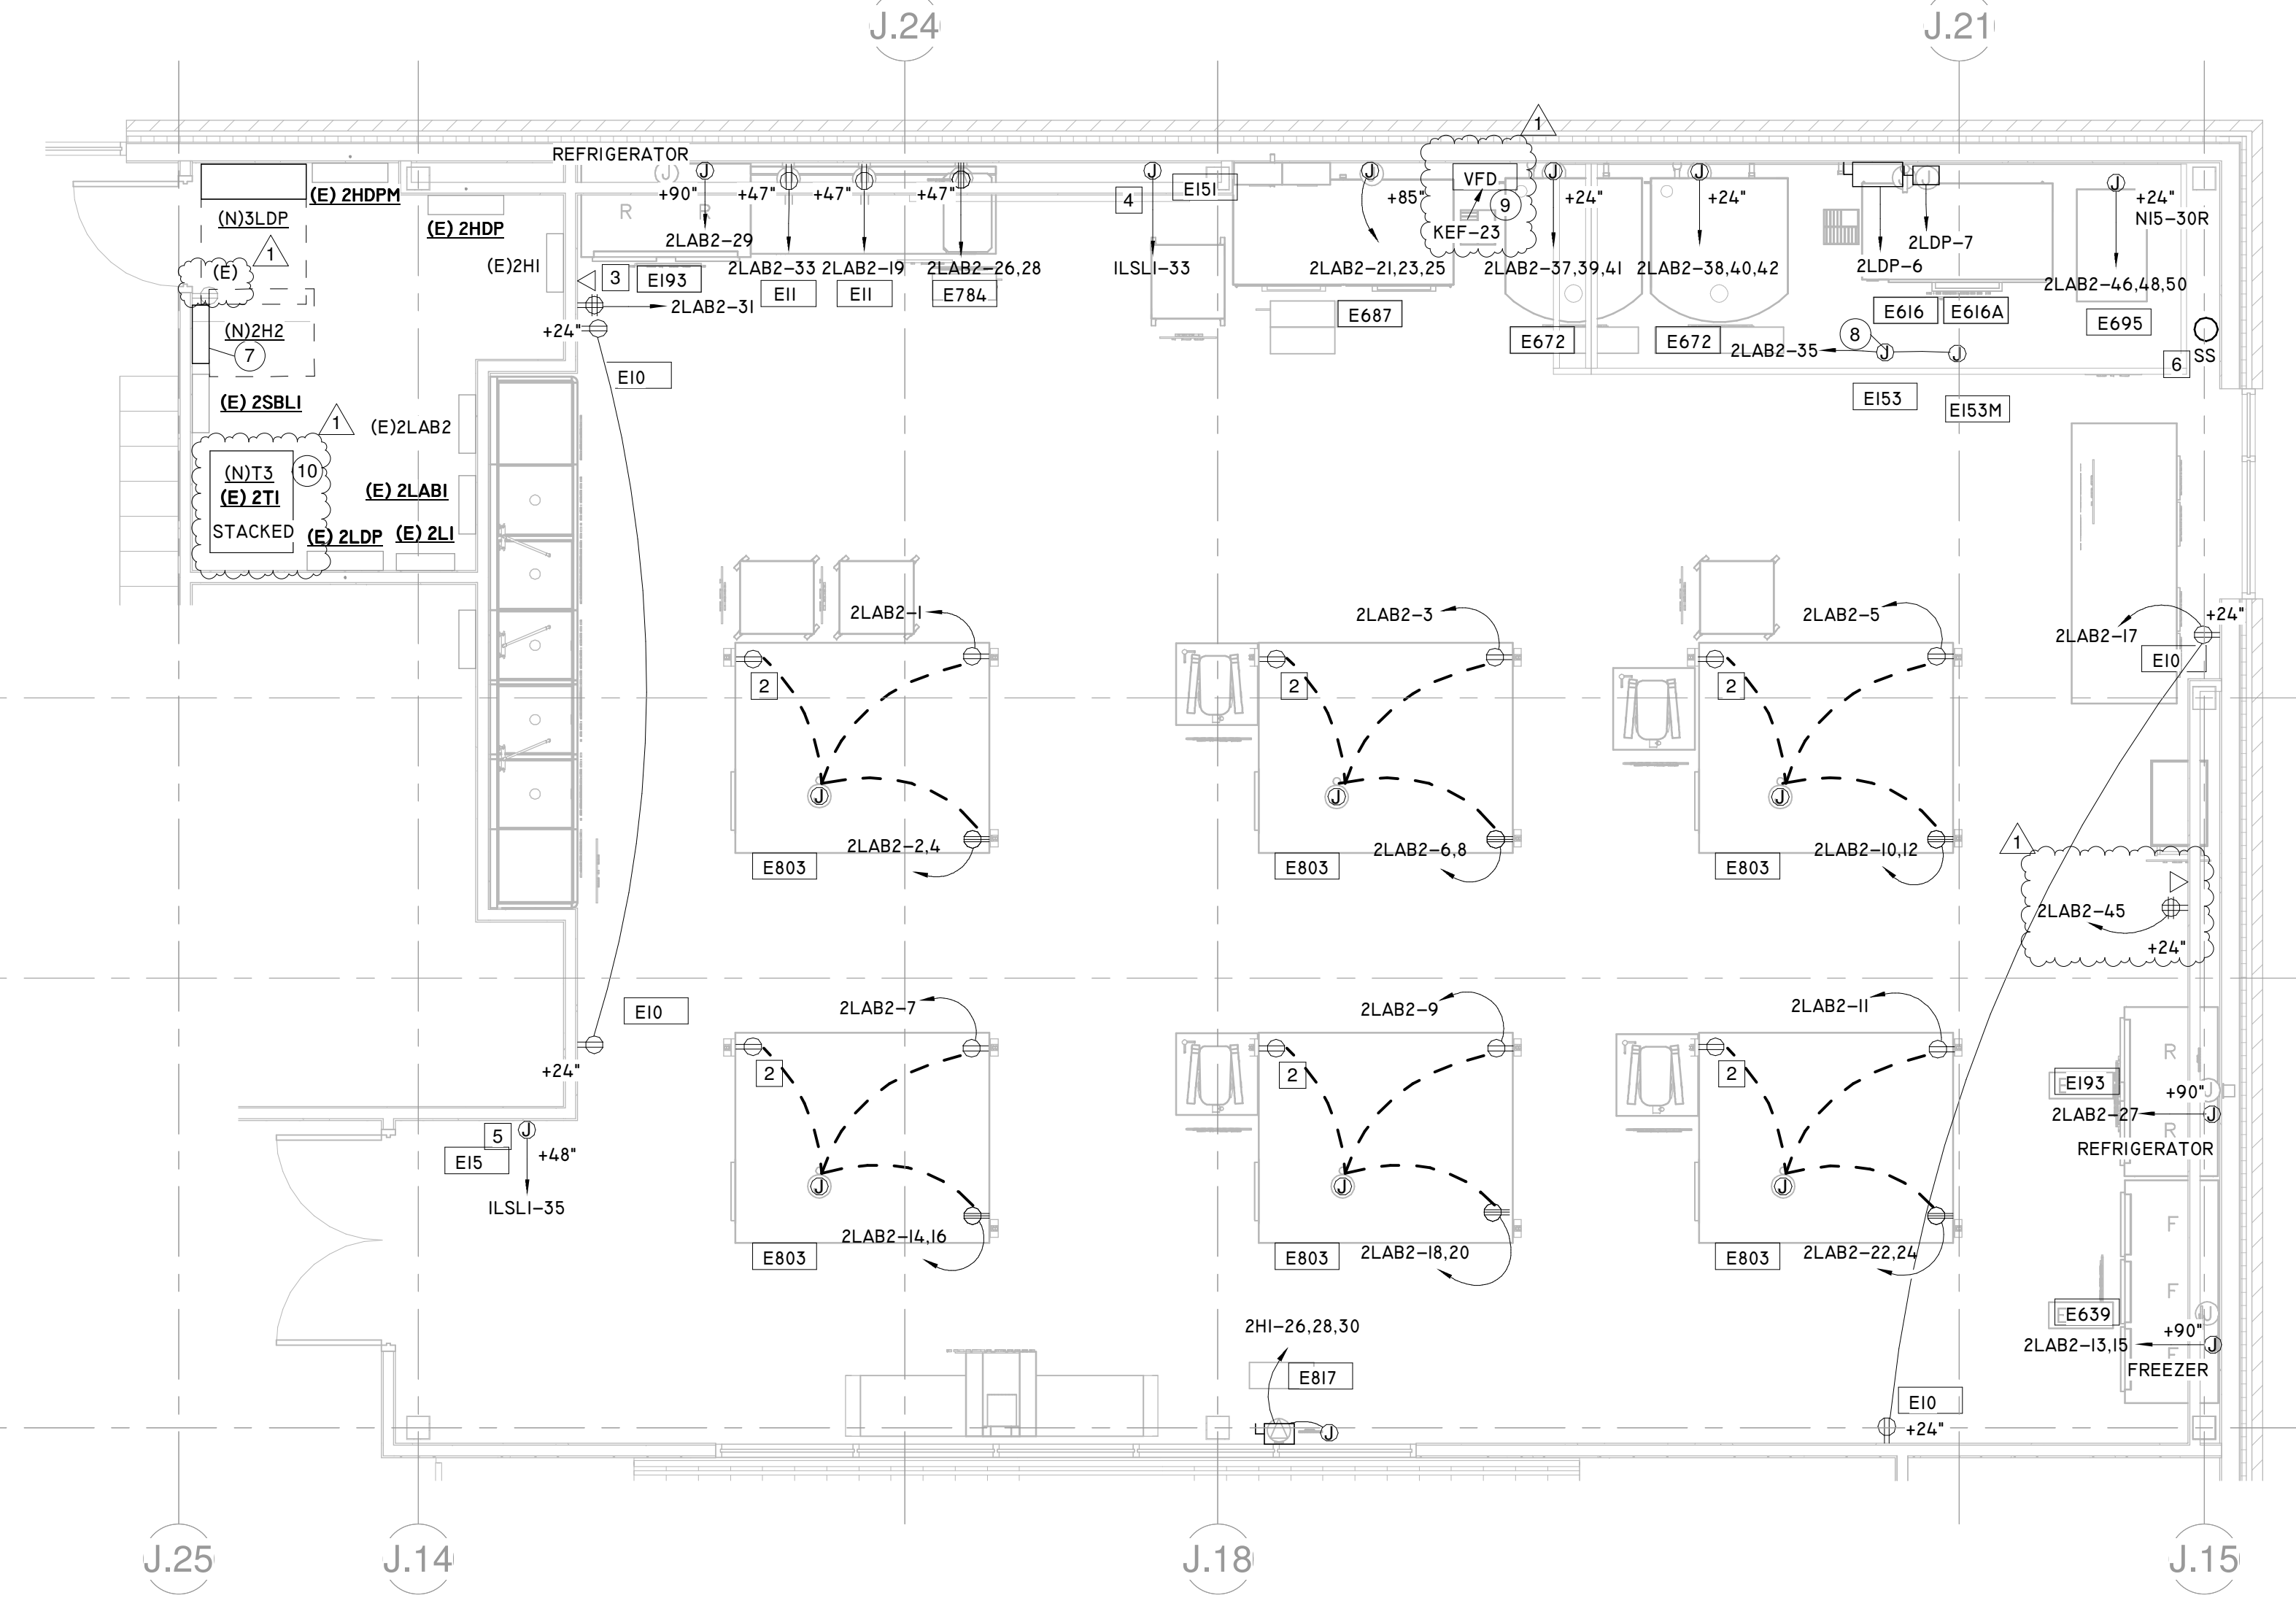 J.24
J.21
1
REFRIGERATOR
VFD
(E) 2HDPM
E151
4
+90"
+47"
+47"
+47"
+85"
9
+24"
+24"
+24"
(N)3LDP
(E) 2HDP
R
R
KEF-23
N15-30R
2LAB2-29
2LDP-7
1
(E)
(E)2H1
2LAB2-33
2LAB2-19
2LAB2-26,28
1LSL1-33
2LAB2-21,23,25
2LAB2-37,39,41
2LAB2-38,40,42
2LDP-6
3
E193
E11
E11
E784
2LAB2-46,48,50
2LAB2-31
E687
E616
E616A
E695
(N)2H2
+24"
E672
E672
8
7
2LAB2-35
6
SS
E10
(E) 2SBL1
E153
E153M
1
(E)2LAB2
(N)T3
10
(E) 2T1
(E) 2LAB1
STACKED
(E) 2LDP
(E) 2L1
2LAB2-1
2LAB2-3
2LAB2-5
+24"
2LAB2-17
E10
2
2
2
J
J
J
2LAB2-2,4
2LAB2-6,8
2LAB2-10,12
E803
E803
E803
1
2LAB2-45
+24"
E10
2LAB2-7
2LAB2-9
2LAB2-11
+24"
2
2
2
R
E193
+90"
2LAB2-27
J
R
REFRIGERATOR
5
E15
+48"
1LSL1-35
J
J
J
2LAB2-14,16
2LAB2-18,20
2LAB2-22,24
E803
E803
E803
F
F
E639
2H1-26,28,30
+90"
2LAB2-13,15
J
F
FREEZER
E817
E10
J
+24"
J.25
J.14
J.18
J.15